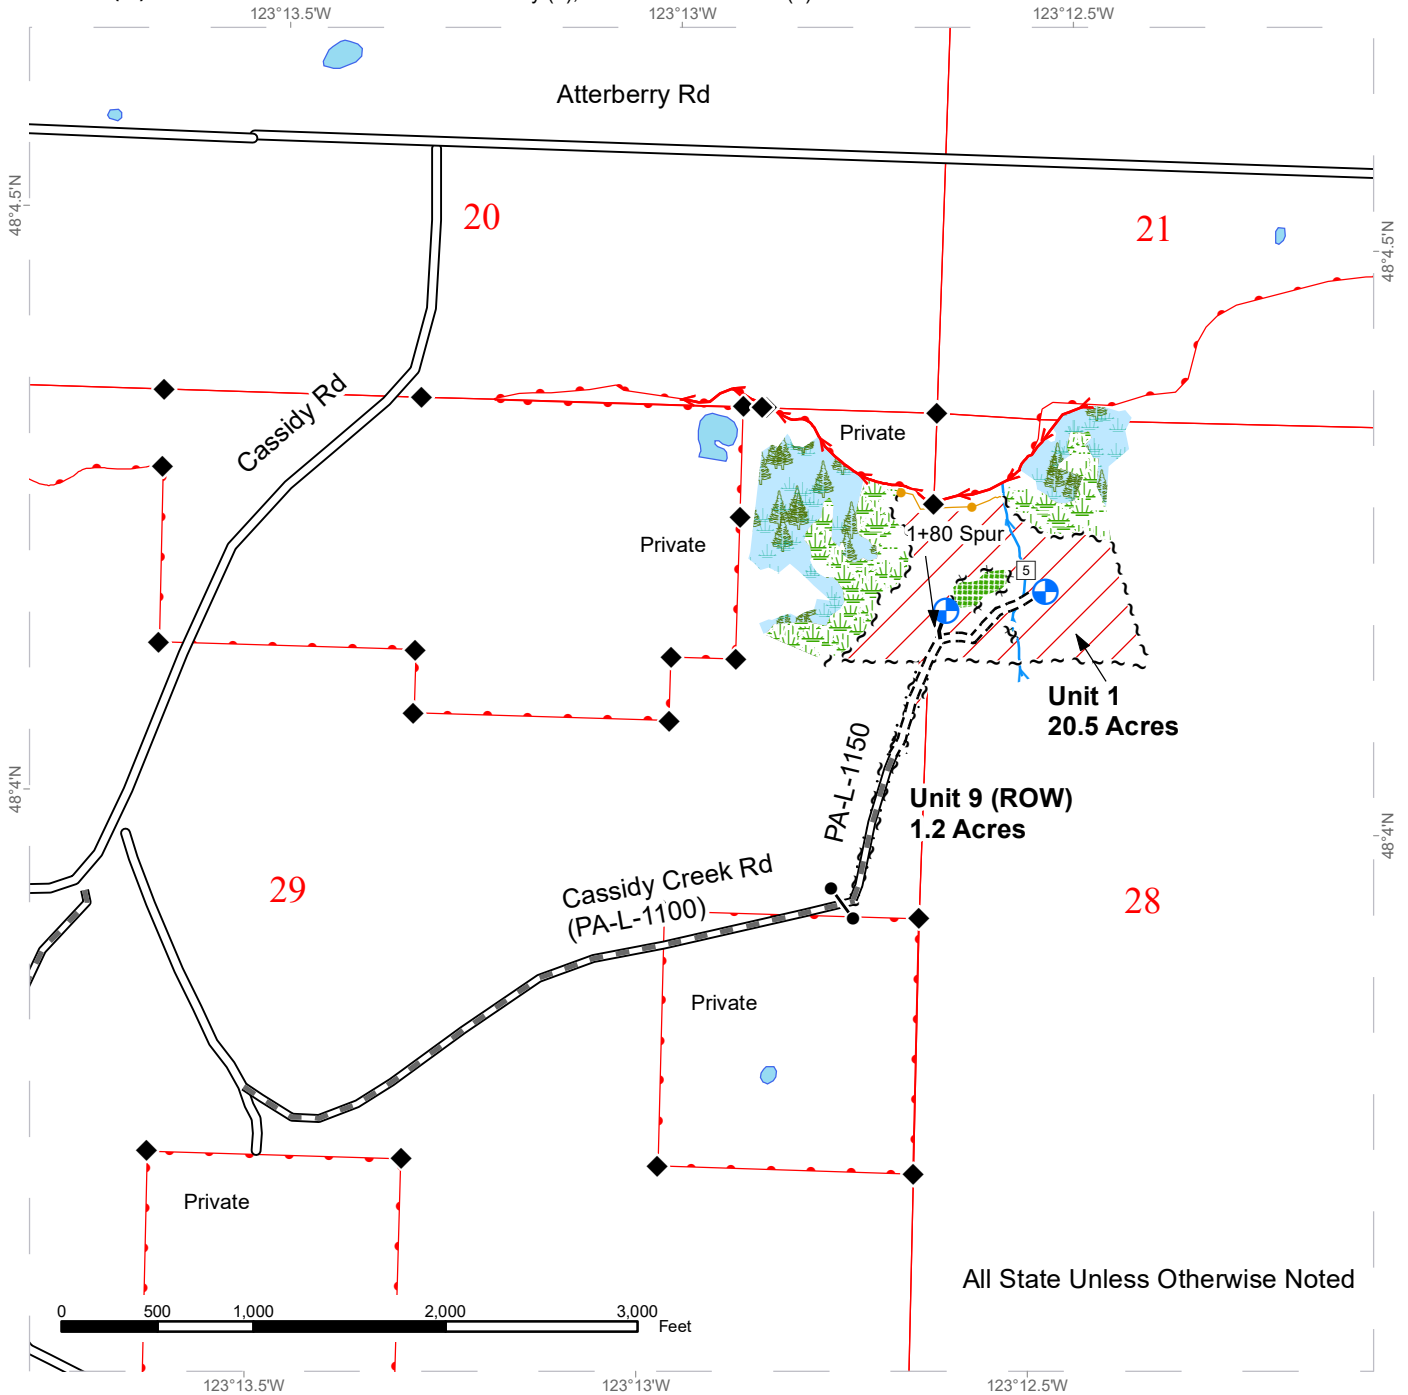 123°13.5'W
123°13'W
123°12.5'W
Atterberry Rd
48°4.5'N
48°4.5'N
20
21
Cassidy Rd
Private
Private
1+80 Spur
5
Unit 1
20.5 Acres
PA-L-1150
48°4'N
48°4'N
Unit 9 (ROW)
1.2 Acres
Cassidy Creek Rd
(PA-L-1100)
29
28
Private
Private
All State Unless Otherwise Noted
0
500
1,000
2,000
3,000
Feet
123°13.5'W
123°13'W
123°12.5'W